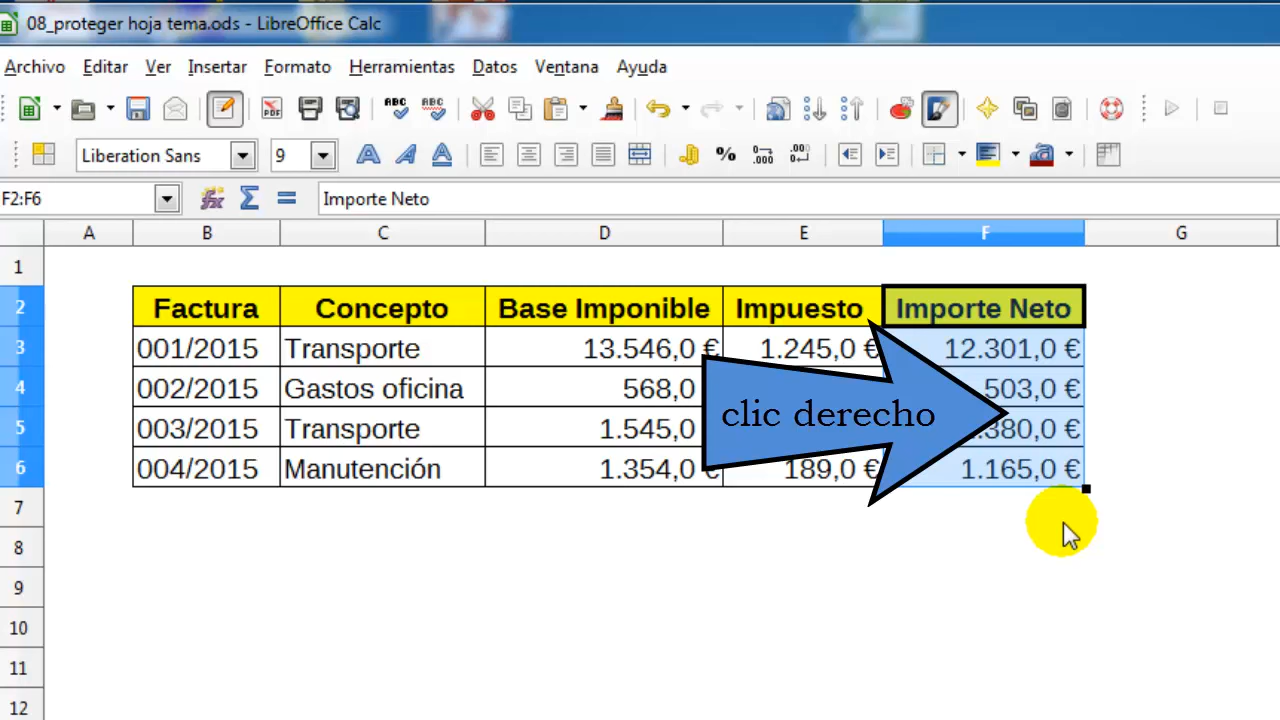 08_proteger hoja tema.ods - LibreOffice Calc
Archivo Editar Ver Insertar Formato Herramientas Datos Ventana Ayuda
Liberation Sans 9
F2:F6 Importe Neto
A B C D E F G
1
2 Factura Concepto Base Imponible Impuesto Importe Neto
3 001/2015 Transporte 13.546,0 € 1.245,0 € 12.301,0 €
4 002/2015 Gastos oficina 568,0 503,0 €
clic derecho
5 003/2015 Transporte 1.545,0 380,0 €
6 004/2015 Manutención 1.354,0 € 189,0 € 1.165,0 €
7
8
9
10
11
12